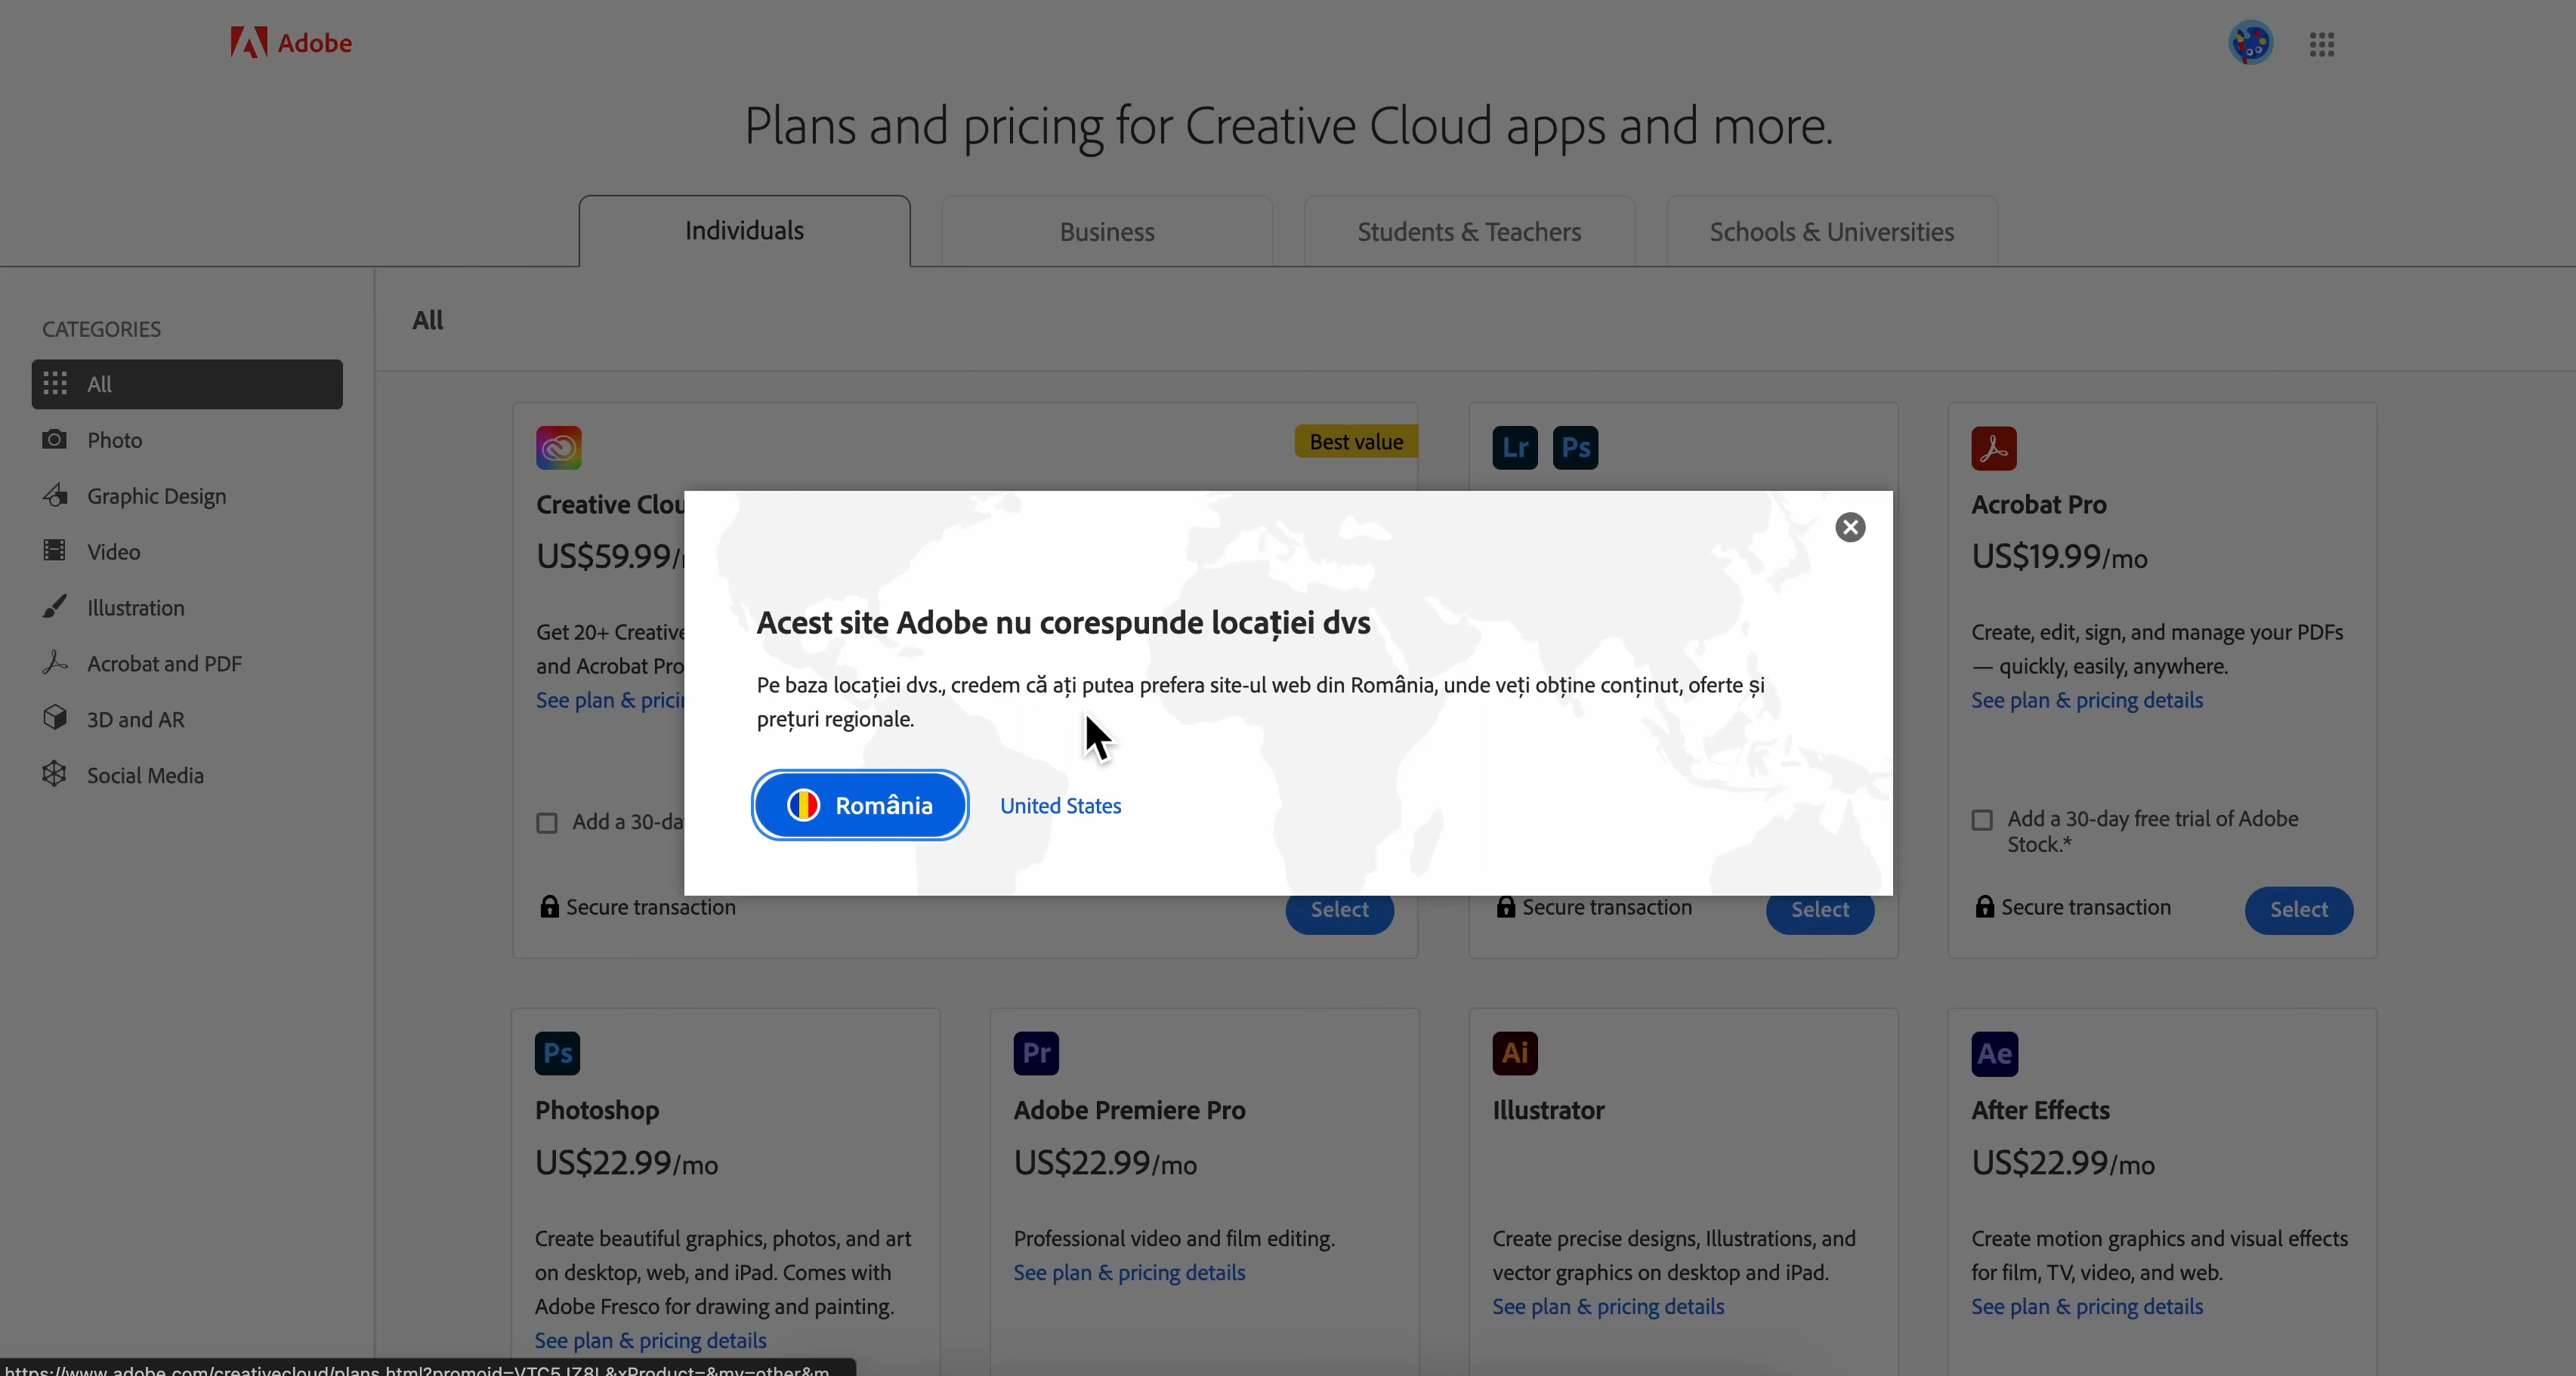 Adobe
Plans and pricing for Creative Cloud apps and more.
Individuals
Business
Students & Teachers
Schools & Universities
CATEGORIES
All
Photo
Graphic Design
Video
Illustration
Acrobat and PDF
3D and AR
Social Media
All
Best value
Creative Clou
US$59.99/
Get 20+ Creative
and Acrobat Pro
See plan & prici
Add a 30-da
Secure transaction
Select
Lr
Ps
Secure transaction
Select
Acrobat Pro
US$19.99/mo
Create, edit, sign, and manage your PDFs
— quickly, easily, anywhere.
See plan & pricing details
Add a 30-day free trial of Adobe
Stock.*
Secure transaction
Select
Acest site Adobe nu corespunde locației dvs
Pe baza locației dvs., credem că ați putea prefera site-ul web din România, unde veți obține conținut, oferte și
prețuri regionale.
România
United States
Ps
Photoshop
US$22.99/mo
Create beautiful graphics, photos, and art
on desktop, web, and iPad. Comes with
Adobe Fresco for drawing and painting.
See plan & pricing details
Pr
Adobe Premiere Pro
US$22.99/mo
Professional video and film editing.
See plan & pricing details
Ai
Illustrator
Create precise designs, Illustrations, and
vector graphics on desktop and iPad.
See plan & pricing details
Ae
After Effects
US$22.99/mo
Create motion graphics and visual effects
for film, TV, video, and web.
See plan & pricing details